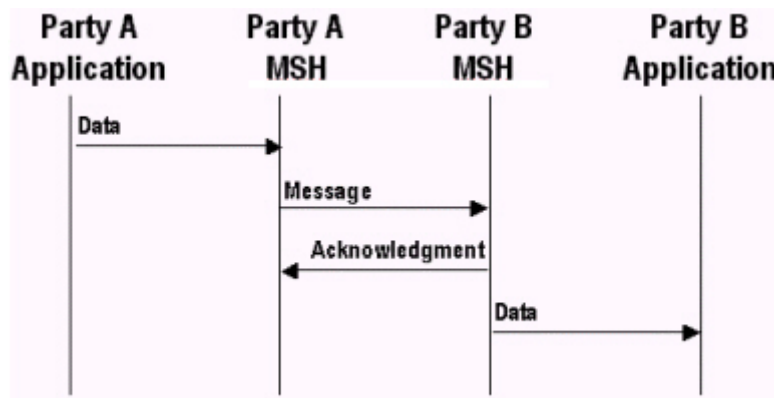 Party A
Application
Party A
MSH
Party B
MSH
Party B
Application
Data
Message
Acknowledgment
Data